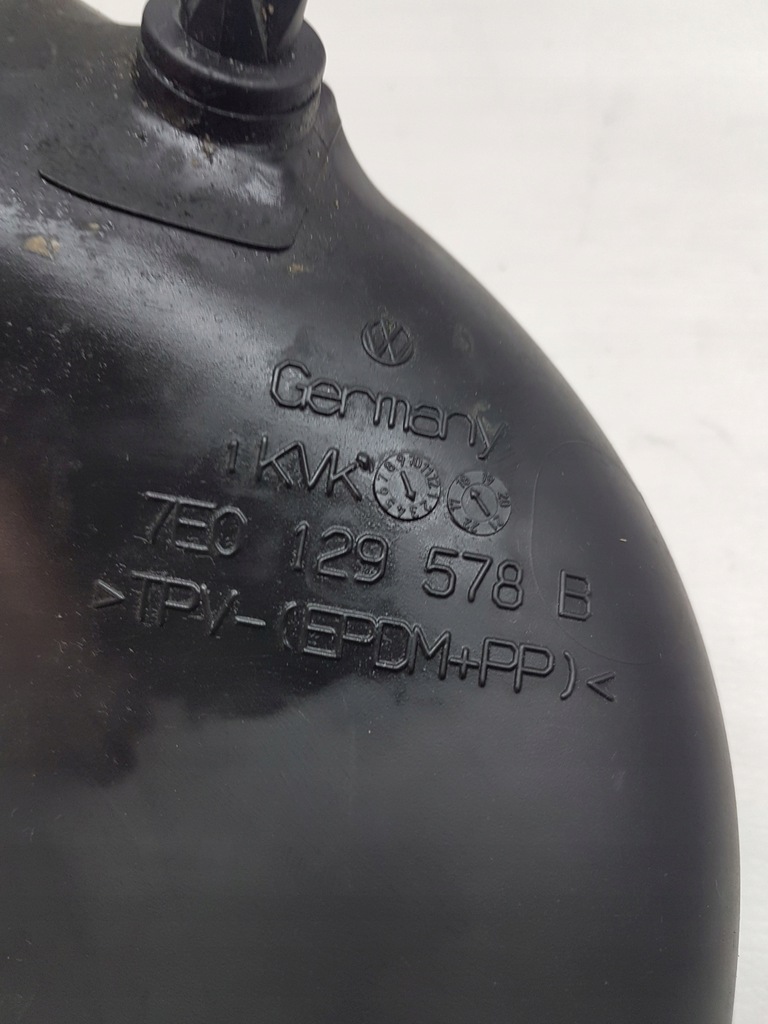 Germany
1 KVK
7E0 129 578 B
>TPV-(EPDM+PP)<